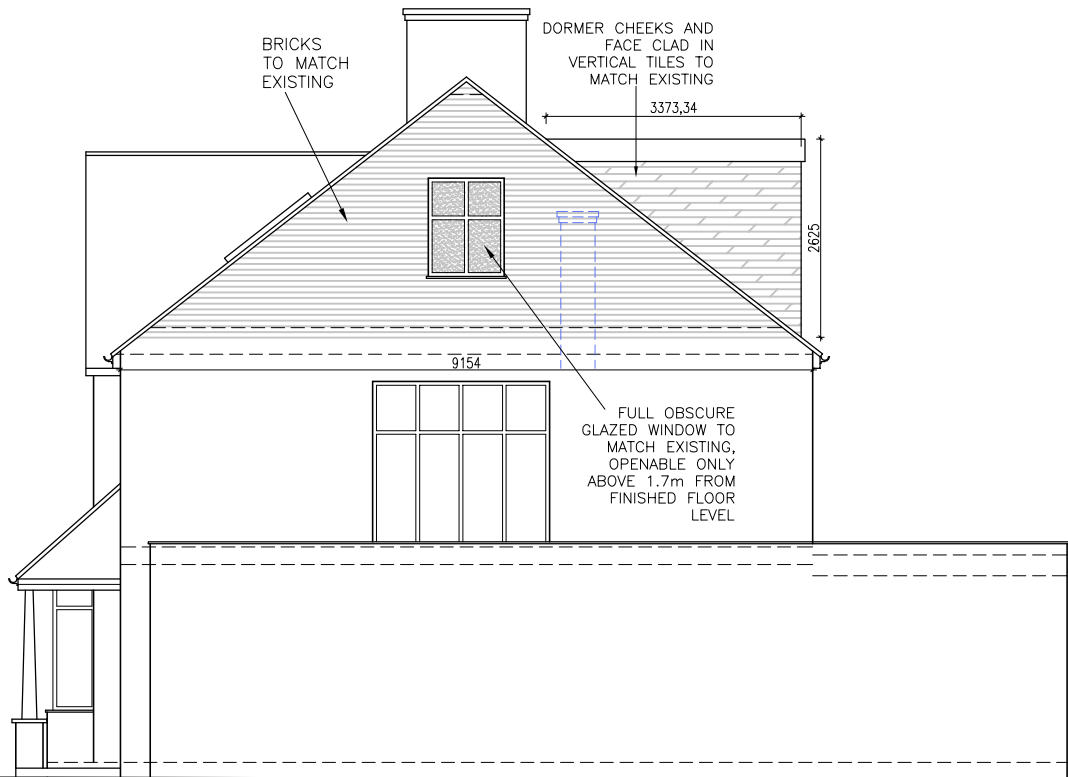 BRICKS
TO MATCH
EXISTING
DORMER CHEEKS AND
FACE CLAD IN
VERTICAL TILES TO
MATCH EXISTING
3373,34
2625
9154
FULL OBSCURE
GLAZED WINDOW TO
MATCH EXISTING,
OPENABLE ONLY
ABOVE 1.7m FROM
FINISHED FLOOR
LEVEL